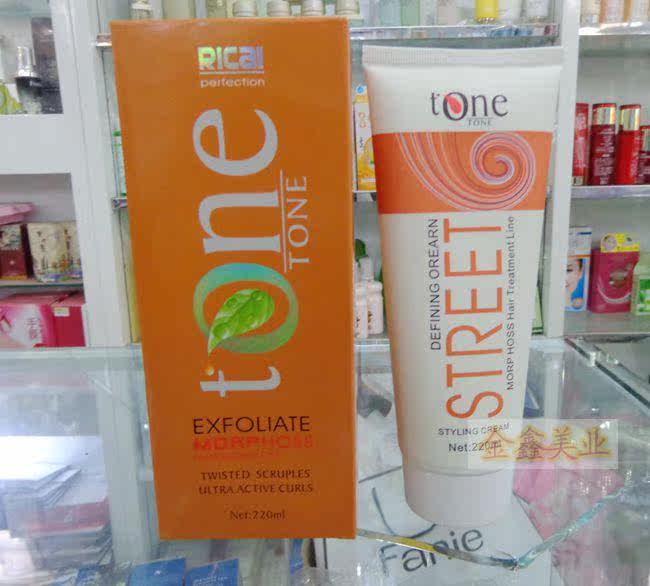 RICAI
perfection
tone
TONE
EXFOLIATE
MORPHOSS
TWISTED SCRUPLES
ULTRA ACTIVE CURLS
Net:220ml
tone
TONE
DEFINING OREARN
STREET
MORP HOSS Hair Treatment Line
STYLING CREAM
Net:220ml
金鑫美业
Fanie